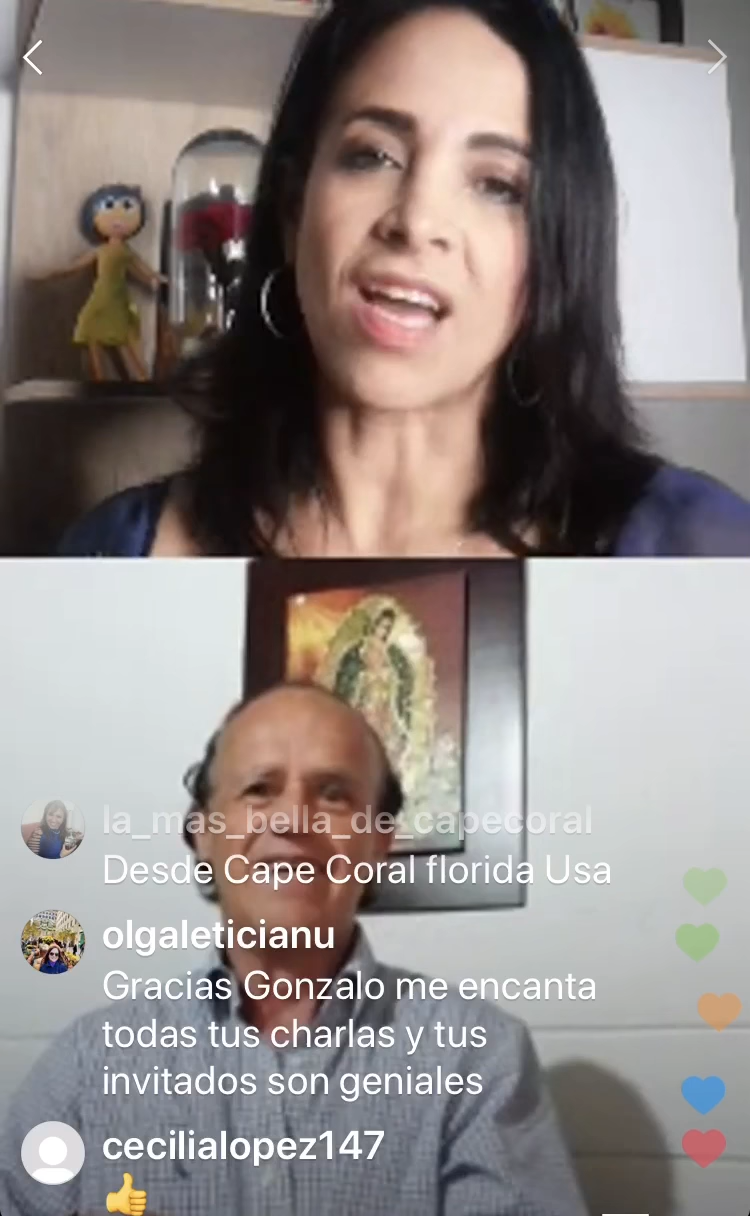 la_mas_bella_de_capecoral
Desde Cape Coral florida Usa
olgaleticianu
Gracias Gonzalo me encanta
todas tus charlas y tus
invitados son geniales
cecilialopez147
👍